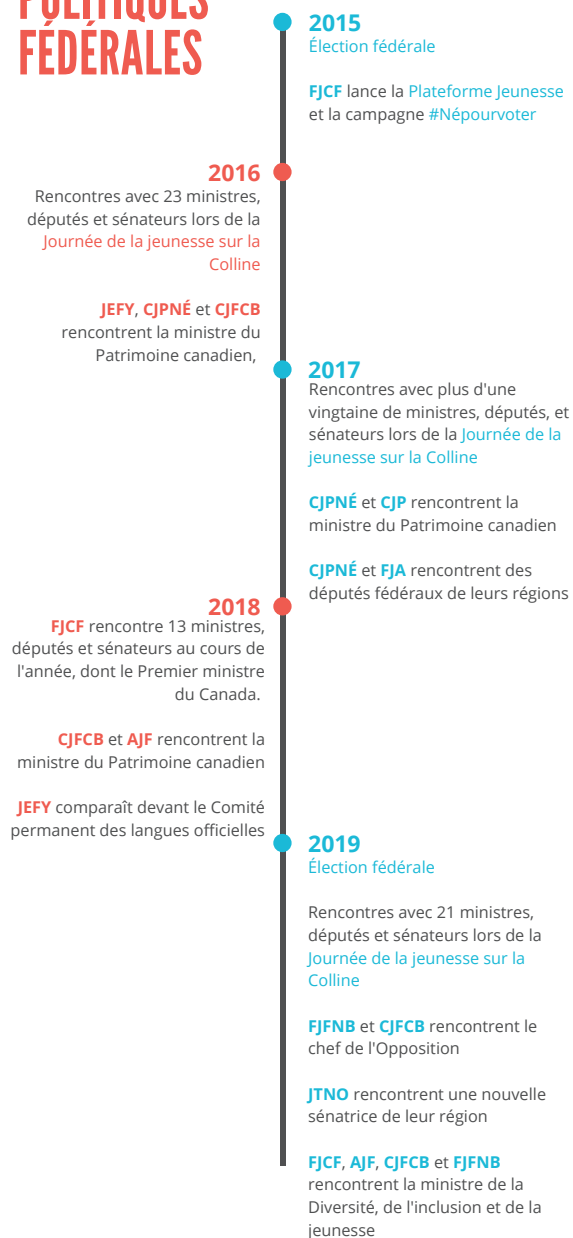 POLITIQUES
FÉDÉRALES
2015
Élection fédérale
FJCF lance la Plateforme Jeunesse
et la campagne #Népourvoter
2016
Rencontres avec 23 ministres,
députés et sénateurs lors de la
Journée de la jeunesse sur la
Colline
JEFY, CJPNÉ et CJFCB
rencontrent la ministre du
Patrimoine canadien,
2017
Rencontres avec plus d'une
vingtaine de ministres, députés, et
sénateurs lors de la Journée de la
jeunesse sur la Colline
CJPNÉ et CJP rencontrent la
ministre du Patrimoine canadien
CJPNÉ et FJA rencontrent des
députés fédéraux de leurs régions
2018
FJCF rencontre 13 ministres,
députés et sénateurs au cours de
l'année, dont le Premier ministre
du Canada.
CJFCB et AJF rencontrent la
ministre du Patrimoine canadien
JEFY comparaît devant le Comité
permanent des langues officielles
2019
Élection fédérale
Rencontres avec 21 ministres,
députés et sénateurs lors de la
Journée de la jeunesse sur la
Colline
FJFNB et CJFCB rencontrent le
chef de l'Opposition
JTNO rencontrent une nouvelle
sénatrice de leur région
FJCF, AJF, CJFCB et FJFNB
rencontrent la ministre de la
Diversité, de l'inclusion et de la
jeunesse